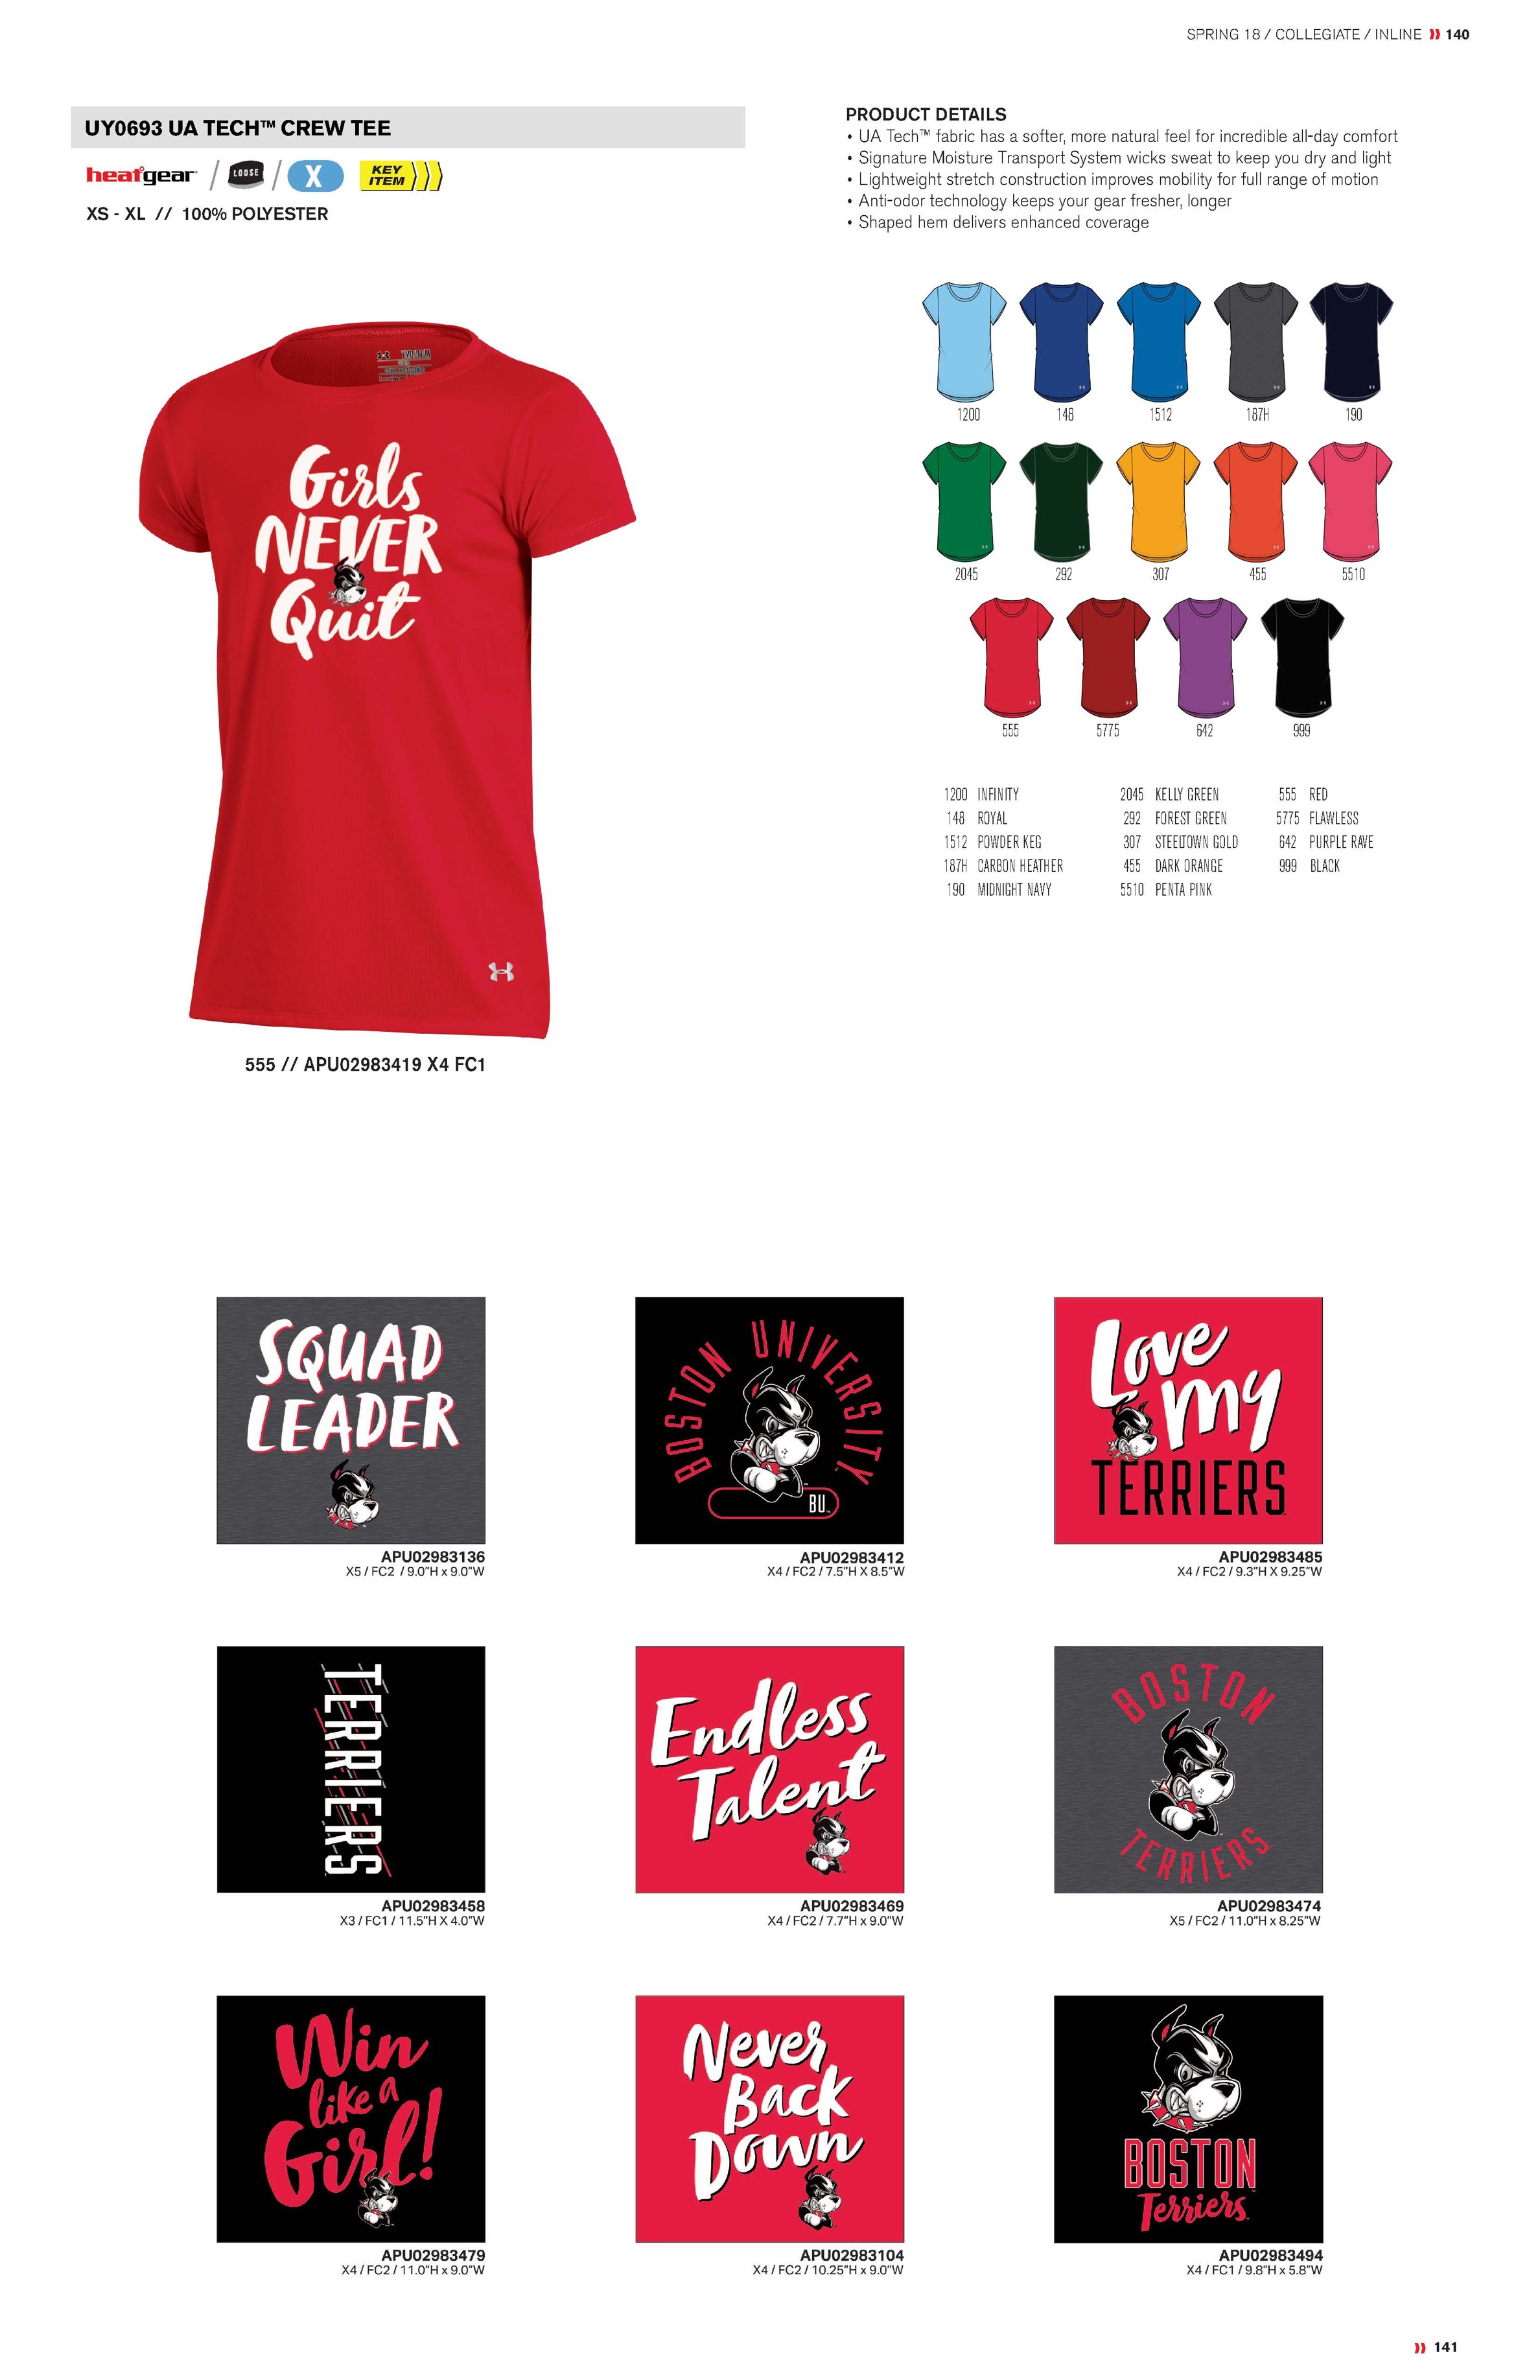 SPRING 18 / COLLEGIATE / INLINE 140
UY0693 UA TECH™ CREW TEE
heatgear / LOOSE / X KEY ITEM
XS - XL // 100% POLYESTER
PRODUCT DETAILS
• UA Tech™ fabric has a softer, more natural feel for incredible all-day comfort
• Signature Moisture Transport System wicks sweat to keep you dry and light
• Lightweight stretch construction improves mobility for full range of motion
• Anti-odor technology keeps your gear fresher, longer
• Shaped hem delivers enhanced coverage
Girls
NEVER
Quit
555 // APU02983419 X4 FC1
1200 148 1512 187H 190
2045 292 307 455 5510
555 5775 642 999
1200 INFINITY
148 ROYAL
1512 POWDER KEG
187H CARBON HEATHER
190 MIDNIGHT NAVY
2045 KELLY GREEN
292 FOREST GREEN
307 STEELTOWN GOLD
455 DARK ORANGE
5510 PENTA PINK
555 RED
5775 FLAWLESS
642 PURPLE RAVE
999 BLACK
SQUAD
LEADER
APU02983136
X5 / FC2 / 9.0"H x 9.0"W
BOSTON UNIVERSITY
BU
APU02983412
X4 / FC2 / 7.5"H X 8.5"W
Love
my
TERRIERS
APU02983485
X4 / FC2 / 9.3"H X 9.25"W
TERRIERS
APU02983458
X3 / FC1 / 11.5"H X 4.0"W
Endless
Talent
APU02983469
X4 / FC2 / 7.7"H x 9.0"W
BOSTON
TERRIERS
APU02983474
X5 / FC2 / 11.0"H x 8.25"W
Win
like a
Girl!
APU02983479
X4 / FC2 / 11.0"H x 9.0"W
Never
Back
Down
APU02983104
X4 / FC2 / 10.25"H x 9.0"W
BOSTON
Terriers
APU02983494
X4 / FC1 / 9.8"H x 5.8"W
141